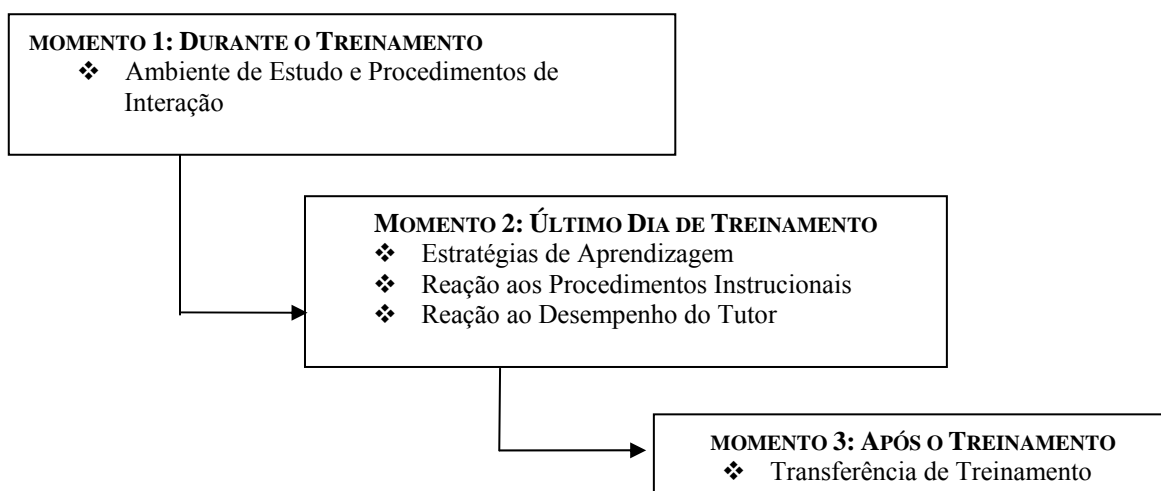 MOMENTO 1: DURANTE O TREINAMENTO
❖ Ambiente de Estudo e Procedimentos de
Interação
MOMENTO 2: ÚLTIMO DIA DE TREINAMENTO
❖ Estratégias de Aprendizagem
❖ Reação aos Procedimentos Instrucionais
❖ Reação ao Desempenho do Tutor
MOMENTO 3: APÓS O TREINAMENTO
❖ Transferência de Treinamento